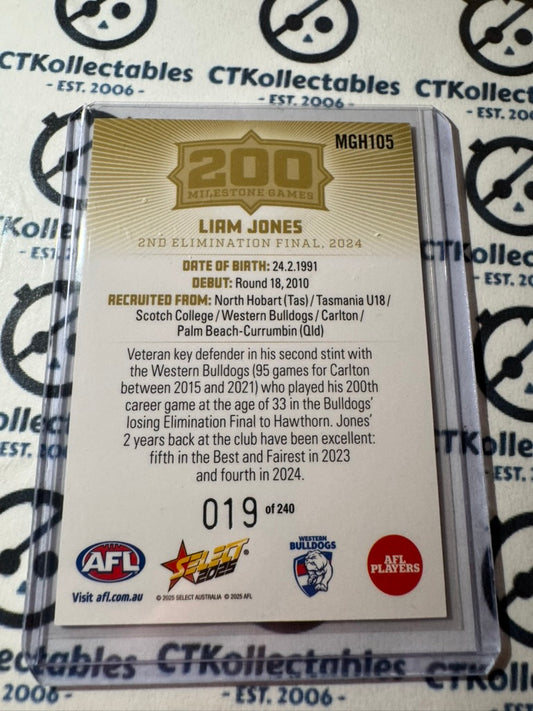 CTKollectables
- EST. 2006 -
CTKollectables
- EST. 2006 -
CTKollect
- EST. 200
MGH105
200
MILESTONE GAMES
LIAM JONES
2ND ELIMINATION FINAL, 2024
DATE OF BIRTH: 24.2.1991
DEBUT: Round 18, 2010
RECRUITED FROM: North Hobart (Tas) / Tasmania U18 /
Scotch College / Western Bulldogs / Carlton /
Palm Beach-Currumbin (Qld)
Veteran key defender in his second stint with
the Western Bulldogs (95 games for Carlton
between 2015 and 2021) who played his 200th
career game at the age of 33 in the Bulldogs'
losing Elimination Final to Hawthorn. Jones'
2 years back at the club have been excellent:
fifth in the Best and Fairest in 2023
and fourth in 2024.
019 of 240
AFL
Visit afl.com.au
SELECT
2025
© 2025 SELECT AUSTRALIA © 2025 AFL
WESTERN
BULLDOGS
AFL
PLAYERS
ectables
2006 -
CTKollectables
- EST. 2006 -
CTKolle
- EST.